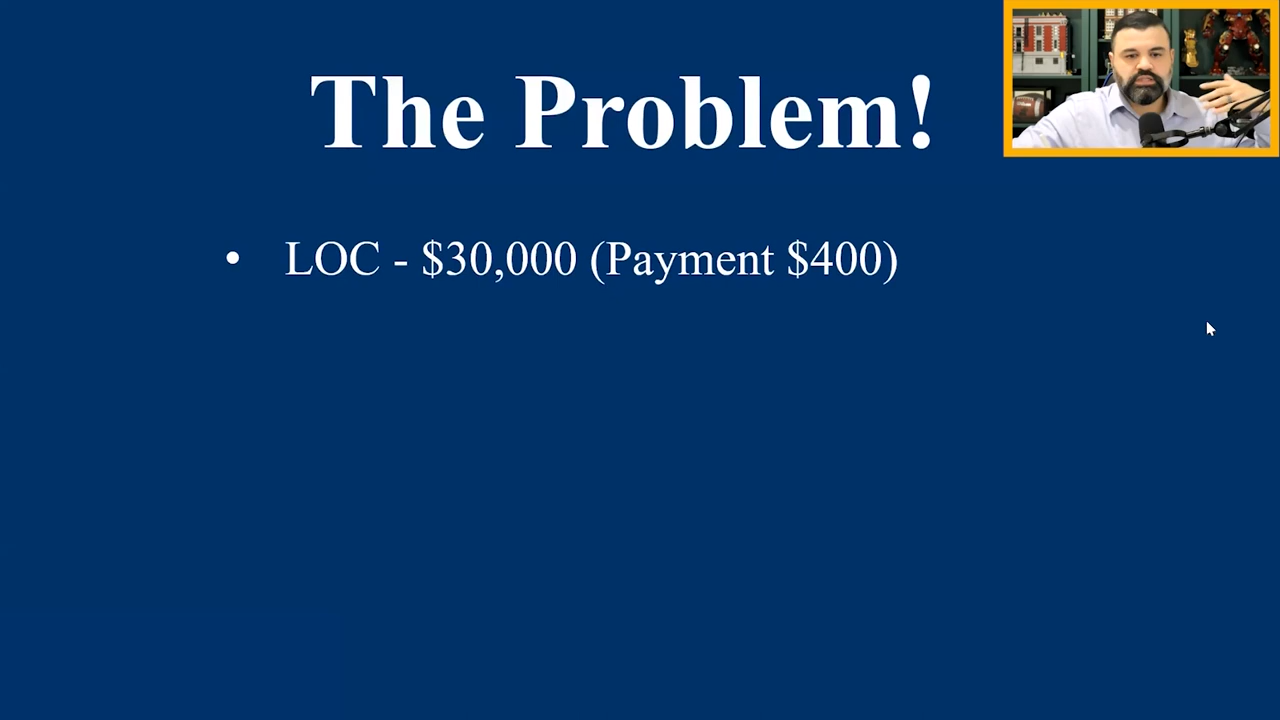 The Problem!
• LOC - $30,000 (Payment $400)